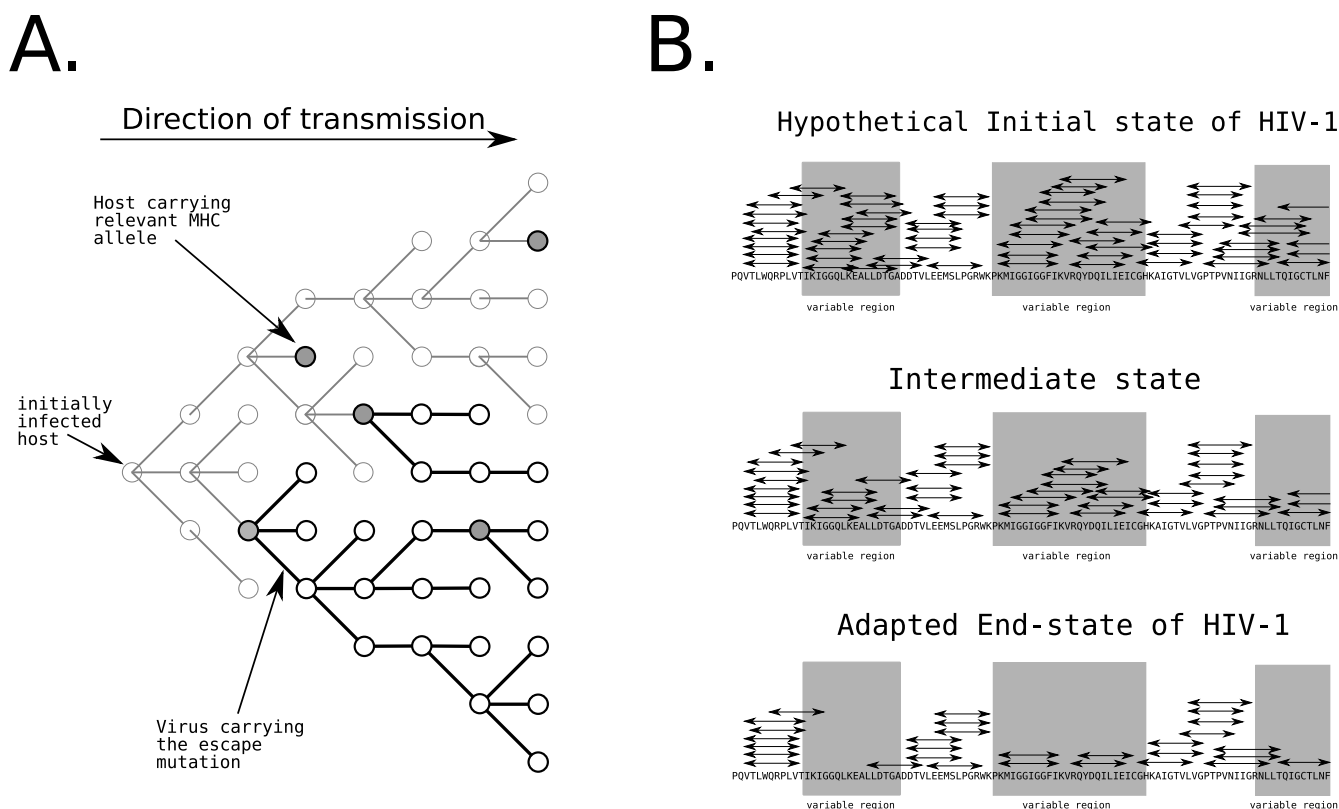 A.
Direction of transmission
Host carrying
relevant MHC
allele
initially
infected
host
Virus carrying
the escape
mutation
B.
Hypothetical Initial state of HIV-1
PQVTLWQRPLVTIKIGGQLKEALLDTGADDTVLEEMSLPGRWKPKMIGGIGGFIKVRQYDQILIEICGHKAIGTVLVGPTPVNIIGRNLLTQIGCTLNF
variable region
variable region
variable region
Intermediate state
PQVTLWQRPLVTIKIGGQLKEALLDTGADDTVLEEMSLPGRWKPKMIGGIGGFIKVRQYDQILIEICGHKAIGTVLVGPTPVNIIGRNLLTQIGCTLNF
variable region
variable region
variable region
Adapted End-state of HIV-1
PQVTLWQRPLVTIKIGGQLKEALLDTGADDTVLEEMSLPGRWKPKMIGGIGGFIKVRQYDQILIEICGHKAIGTVLVGPTPVNIIGRNLLTQIGCTLNF
variable region
variable region
variable region